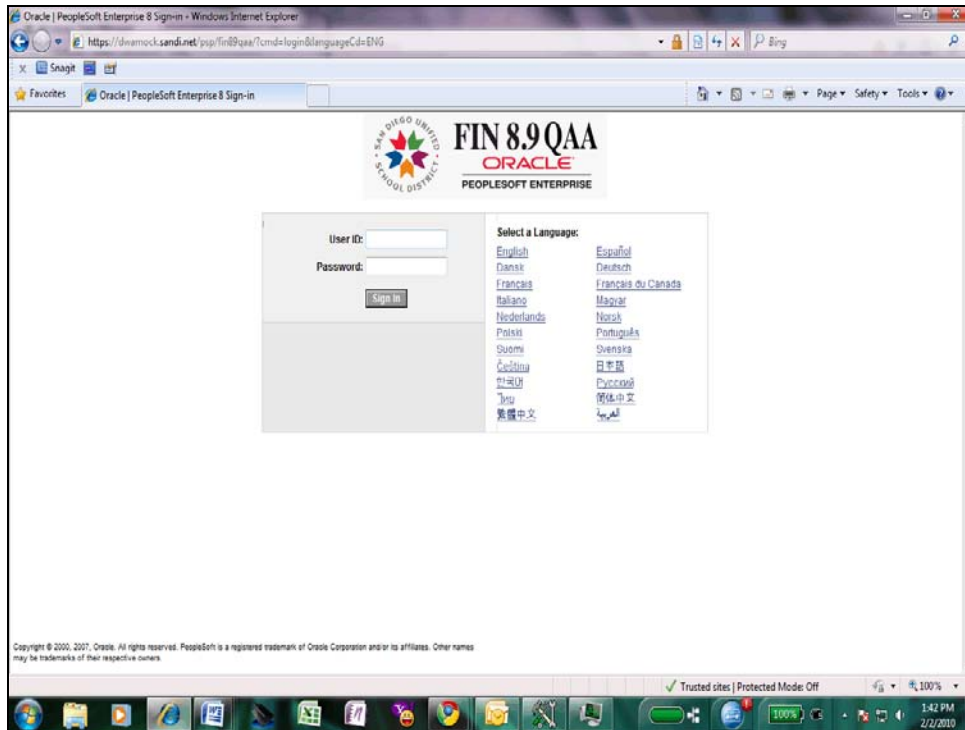 Oracle | PeopleSoft Enterprise 8 Sign-in - Windows Internet Explorer
https://dwamock.sandi.net/psp/fin89qaa/?cmd=login&languageCd=ENG
Bing
x Snagit
Favorites Oracle | PeopleSoft Enterprise 8 Sign-in Page Safety Tools
SAN DIEGO UNIFIED SCHOOL DISTRICT
FIN 8.9 QAA
ORACLE
PEOPLESOFT ENTERPRISE
User ID:
Password:
Sign In
Select a Language:
English Español
Dansk Deutsch
Français Français du Canada
Italiano Magyar
Nederlands Norsk
Polski Português
Suomi Svenska
Čeština 日本語
한국어 Русский
ไทย 简体中文
繁體中文 العربية
Copyright © 2000, 2007, Oracle. All rights reserved. PeopleSoft is a registered trademark of Oracle Corporation and/or its affiliates. Other names
may be trademarks of their respective owners.
Trusted sites | Protected Mode: Off 100%
100%
1:42 PM
2/2/2010